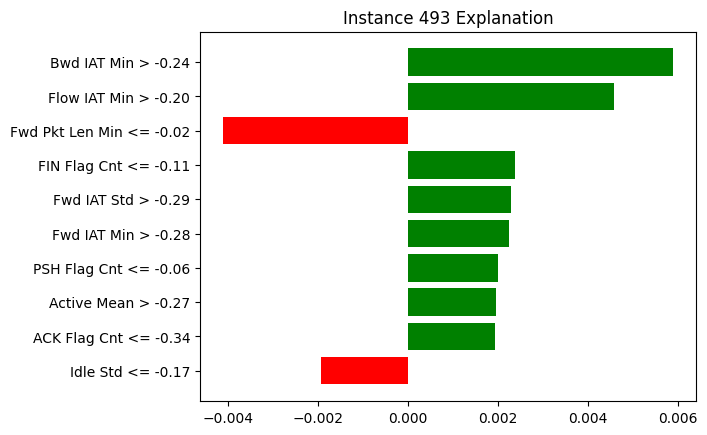 Instance 493 Explanation
Bwd IAT Min > -0.24
Flow IAT Min > -0.20
Fwd Pkt Len Min <= -0.02
FIN Flag Cnt <= -0.11
Fwd IAT Std > -0.29
Fwd IAT Min > -0.28
PSH Flag Cnt <= -0.06
Active Mean > -0.27
ACK Flag Cnt <= -0.34
Idle Std <= -0.17
−0.004 −0.002 0.000 0.002 0.004 0.006